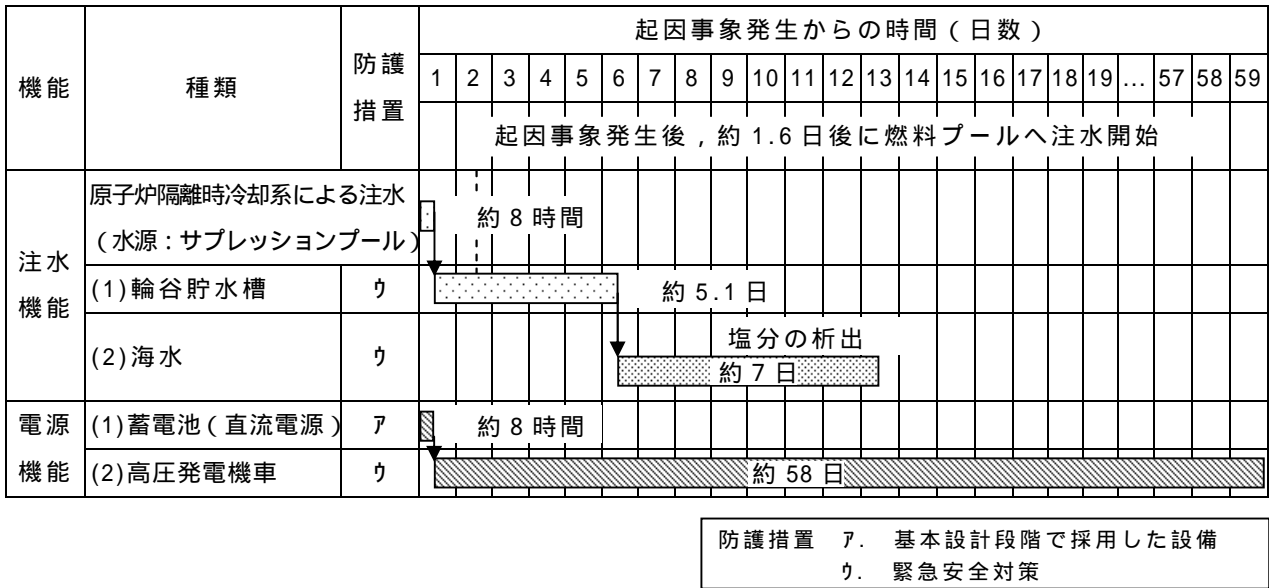 機能 種類 防護措置 起因事象発生からの時間(日数)
1 2 3 4 5 6 7 8 9 10 11 12 13 14 15 16 17 18 19 … 57 58 59
起因事象発生後,約1.6日後に燃料プールへ注水開始
注水機能
原子炉隔離時冷却系による注水
(水源:サプレッションプール)
約8時間
(1)輪谷貯水槽 ゥ 約5.1日
(2)海水 ゥ 塩分の析出
約7日
電源機能
(1)蓄電池(直流電源) ァ 約8時間
(2)高圧発電機車 ゥ 約58日
防護措置 ァ. 基本設計段階で採用した設備
ゥ. 緊急安全対策